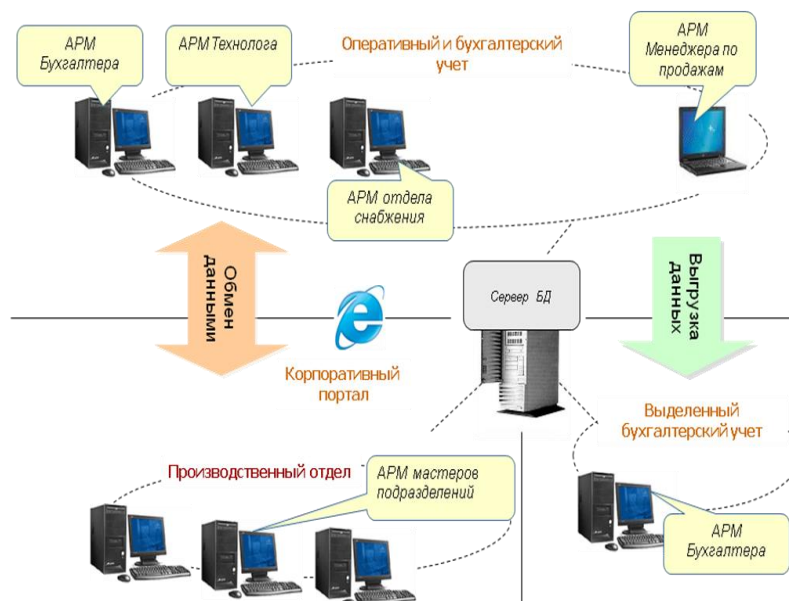 АРМ
Бухгалтера
АРМ Технолога
Оперативный и бухгалтерский
учет
АРМ
Менеджера по
продажам
АРМ отдела
снабжения
Обмен
данными
Сервер БД
Выгрузка
данных
Корпоративный
портал
Выделенный
бухгалтерский учет
Производственный отдел
АРМ мастеров
подразделений
АРМ
Бухгалтера